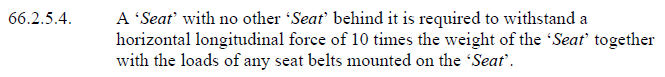 66.2.5.4. A ‘Seat’ with no other ‘Seat’ behind it is required to withstand a
horizontal longitudinal force of 10 times the weight of the ‘Seat’ together
with the loads of any seat belts mounted on the ‘Seat’.